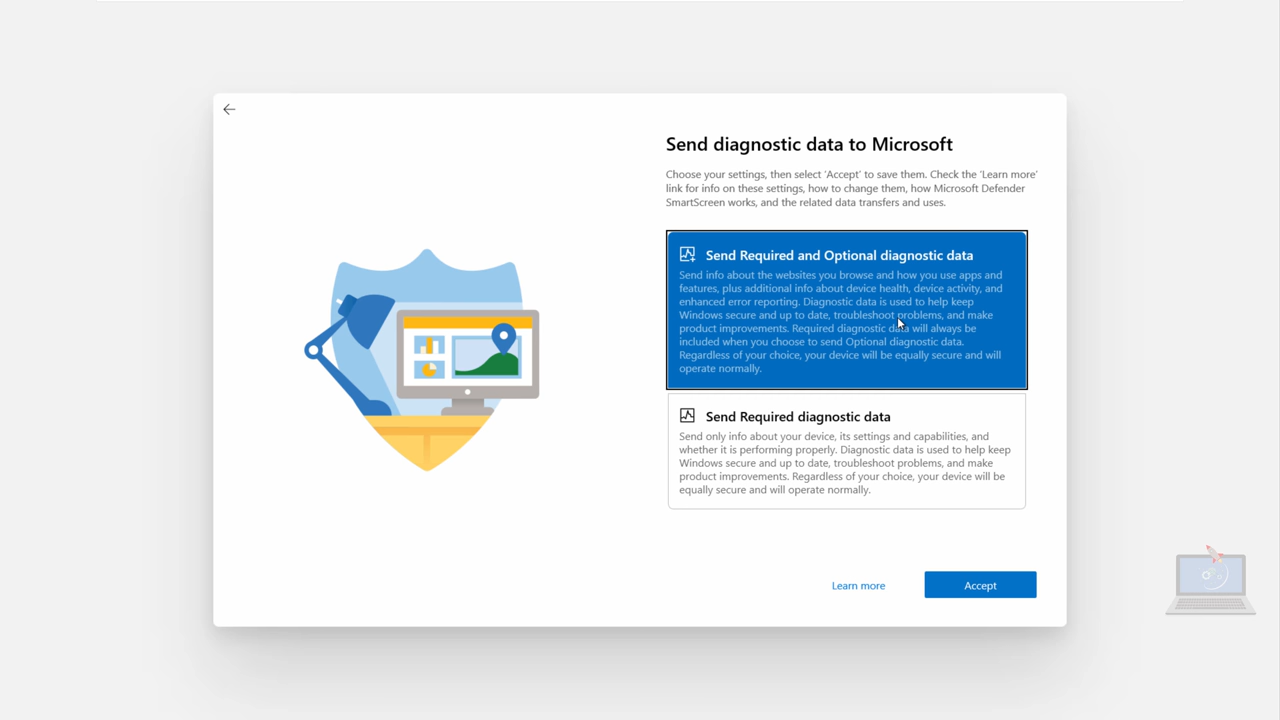 Send diagnostic data to Microsoft
Choose your settings, then select 'Accept' to save them. Check the 'Learn more'
link for info on these settings, how to change them, how Microsoft Defender
SmartScreen works, and the related data transfers and uses.
Send Required and Optional diagnostic data
Send info about the websites you browse and how you use apps and
features, plus additional info about device health, device activity, and
enhanced error reporting. Diagnostic data is used to help keep
Windows secure and up to date, troubleshoot problems, and make
product improvements. Required diagnostic data will always be
included when you choose to send Optional diagnostic data.
Regardless of your choice, your device will be equally secure and will
operate normally.
Send Required diagnostic data
Send only info about your device, its settings and capabilities, and
whether it is performing properly. Diagnostic data is used to help keep
Windows secure and up to date, troubleshoot problems, and make
product improvements. Regardless of your choice, your device will be
equally secure and will operate normally.
Learn more
Accept